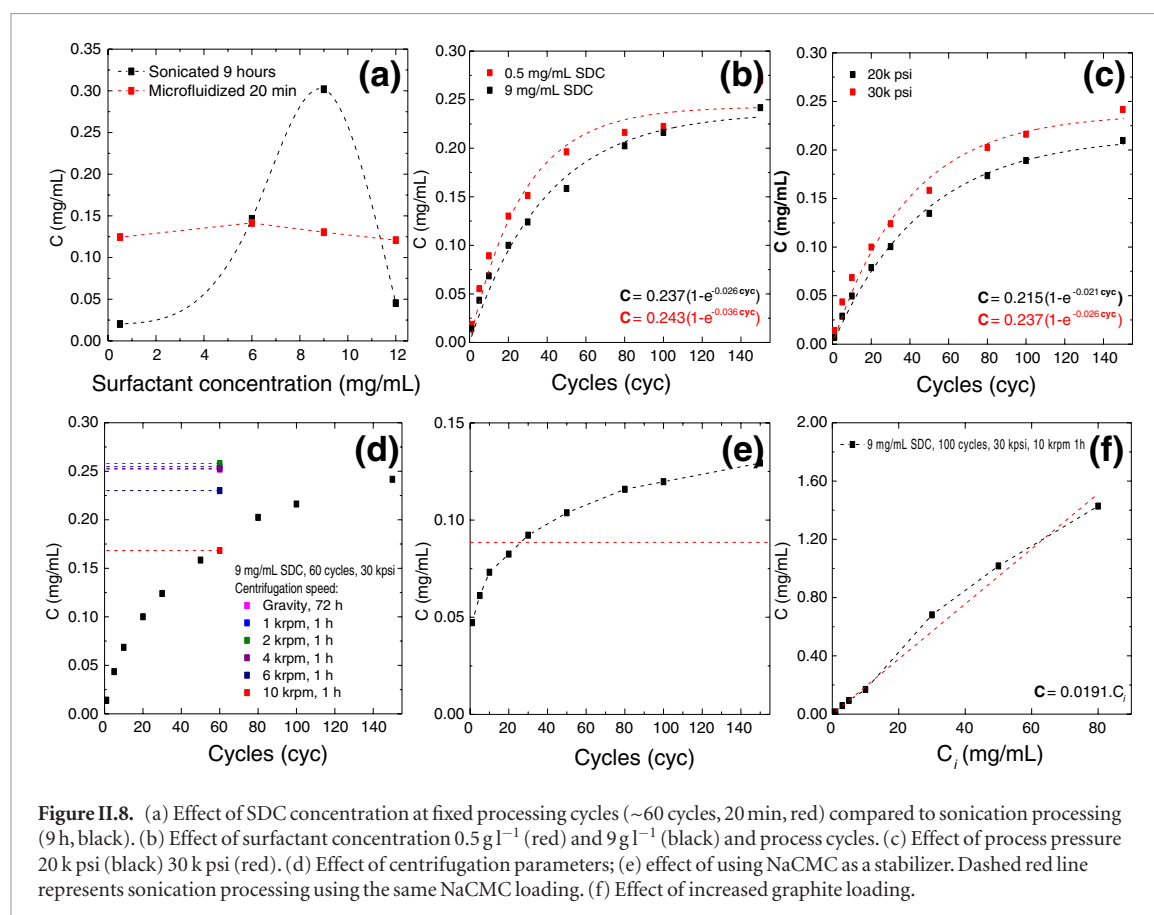 (a)
Sonicated 9 hours
Microfluidized 20 min
C (mg/mL)
0.35
0.30
0.25
0.20
0.15
0.10
0.05
0.00
0 2 4 6 8 10 12
Surfactant concentration (mg/mL)
(b)
0.5 mg/mL SDC
9 mg/mL SDC
C (mg/mL)
0.30
0.25
0.20
0.15
0.10
0.05
0.00
C = 0.237(1-e^-0.026 cyc)
C = 0.243(1-e^-0.036 cyc)
0 20 40 60 80 100 120 140
Cycles (cyc)
(c)
20k psi
30k psi
C (mg/mL)
0.30
0.25
0.20
0.15
0.10
0.05
0.00
C = 0.215(1-e^-0.021 cyc)
C = 0.237(1-e^-0.026 cyc)
0 20 40 60 80 100 120 140
Cycles (cyc)
(d)
C (mg/mL)
0.30
0.25
0.20
0.15
0.10
0.05
0.00
9 mg/mL SDC, 60 cycles, 30 kpsi
Centrifugation speed:
Gravity, 72 h
1 krpm, 1 h
2 krpm, 1 h
4 krpm, 1 h
6 krpm, 1 h
10 krpm, 1 h
0 20 40 60 80 100 120 140
Cycles (cyc)
(e)
C (mg/mL)
0.15
0.10
0.05
0.00
0 20 40 60 80 100 120 140
Cycles (cyc)
(f)
9 mg/mL SDC, 100 cycles, 30 kpsi, 10 krpm 1h
C (mg/mL)
2.00
1.60
1.20
0.80
0.40
0.00
C = 0.0191.Ci
0 20 40 60 80
Ci (mg/mL)
Figure II.8. (a) Effect of SDC concentration at fixed processing cycles (~60 cycles, 20 min, red) compared to sonication processing
(9 h, black). (b) Effect of surfactant concentration 0.5 g l−1 (red) and 9 g l−1 (black) and process cycles. (c) Effect of process pressure
20 k psi (black) 30 k psi (red). (d) Effect of centrifugation parameters; (e) effect of using NaCMC as a stabilizer. Dashed red line
represents sonication processing using the same NaCMC loading. (f) Effect of increased graphite loading.